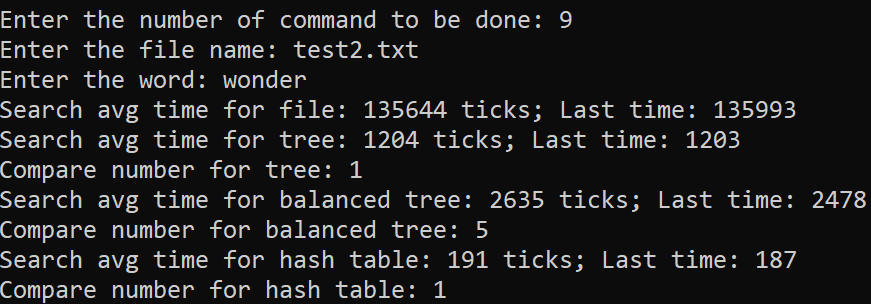 Enter the number of command to be done: 9
Enter the file name: test2.txt
Enter the word: wonder
Search avg time for file: 135644 ticks; Last time: 135993
Search avg time for tree: 1204 ticks; Last time: 1203
Compare number for tree: 1
Search avg time for balanced tree: 2635 ticks; Last time: 2478
Compare number for balanced tree: 5
Search avg time for hash table: 191 ticks; Last time: 187
Compare number for hash table: 1